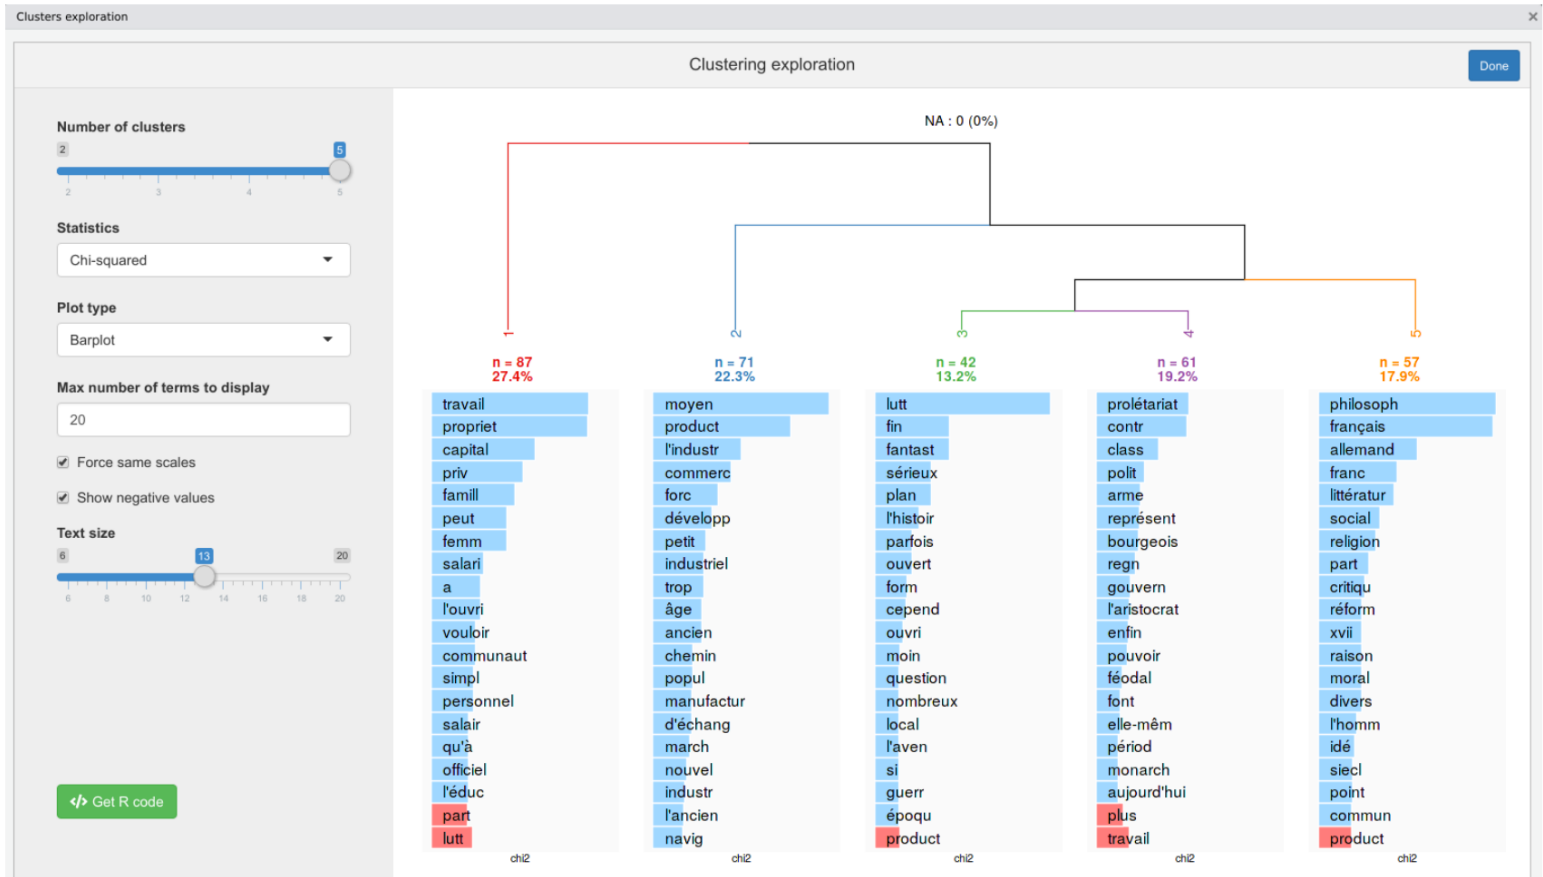 Clusters exploration
×
Clustering exploration
Done
Number of clusters
2
5
2 3 4 5
Statistics
Chi-squared
Plot type
Barplot
Max number of terms to display
20
Force same scales
Show negative values
Text size
6
13
20
6 8 10 12 14 16 18 20
</> Get R code
NA : 0 (0%)
1
2
3
4
5
n = 87
27.4%
travail
propriet
capital
priv
famill
peut
femm
salari
a
l'ouvri
vouloir
communaut
simpl
personnel
salair
qu'à
officiel
l'éduc
part
lutt
chi2
n = 71
22.3%
moyen
product
l'industr
commerc
forc
développ
petit
industriel
trop
âge
ancien
chemin
popul
manufactur
d'échang
march
nouvel
industr
l'ancien
navig
chi2
n = 42
13.2%
lutt
fin
fantast
sérieux
plan
l'histoir
parfois
ouvert
form
cepend
ouvri
moin
question
nombreux
local
l'aven
si
guerr
époqu
product
chi2
n = 61
19.2%
prolétariat
contr
class
polit
arme
représent
bourgeois
regn
gouvern
l'aristocrat
enfin
pouvoir
féodal
font
elle-mêm
périod
monarch
aujourd'hui
plus
travail
chi2
n = 57
17.9%
philosoph
français
allemand
franc
littératur
social
religion
part
critiqu
réform
xvii
raison
moral
divers
l'homm
idé
siecl
point
commun
product
chi2